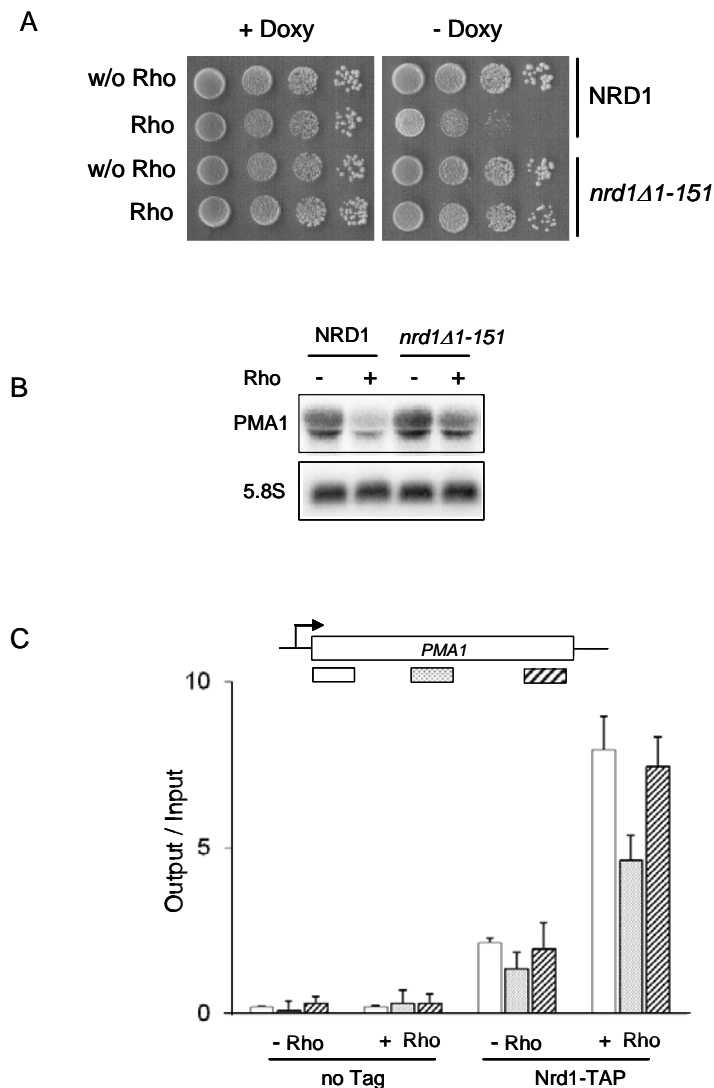 A
+ Doxy - Doxy
w/o Rho
Rho
NRD1
w/o Rho
Rho
nrd1Δ1-151
B
NRD1 nrd1Δ1-151
Rho - + - +
PMA1
5.8S
C
PMA1
Output / Input
10
5
0
- Rho + Rho - Rho + Rho
no Tag Nrd1-TAP